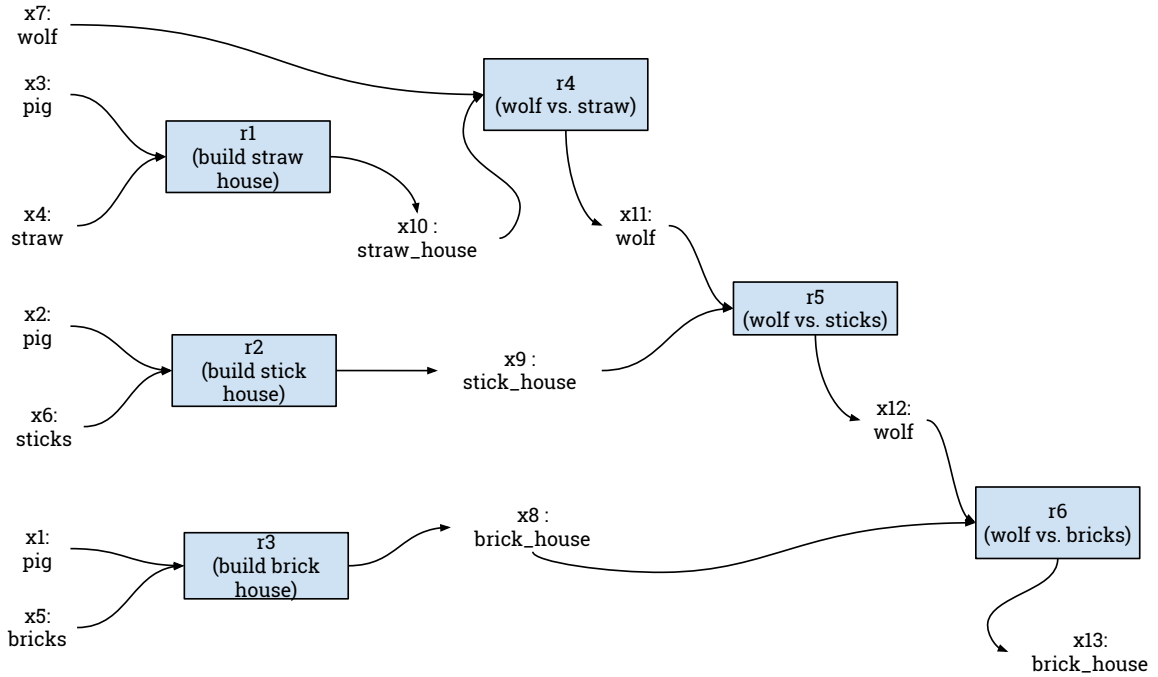 x7:
wolf
x3:
pig
r4
(wolf vs. straw)
r1
(build straw
house)
x4:
straw
x10 :
straw_house
x11:
wolf
x2:
pig
r5
(wolf vs. sticks)
r2
(build stick
house)
x9 :
stick_house
x6:
sticks
x12:
wolf
x1:
pig
r3
(build brick
house)
x8 :
brick_house
r6
(wolf vs. bricks)
x5:
bricks
x13:
brick_house